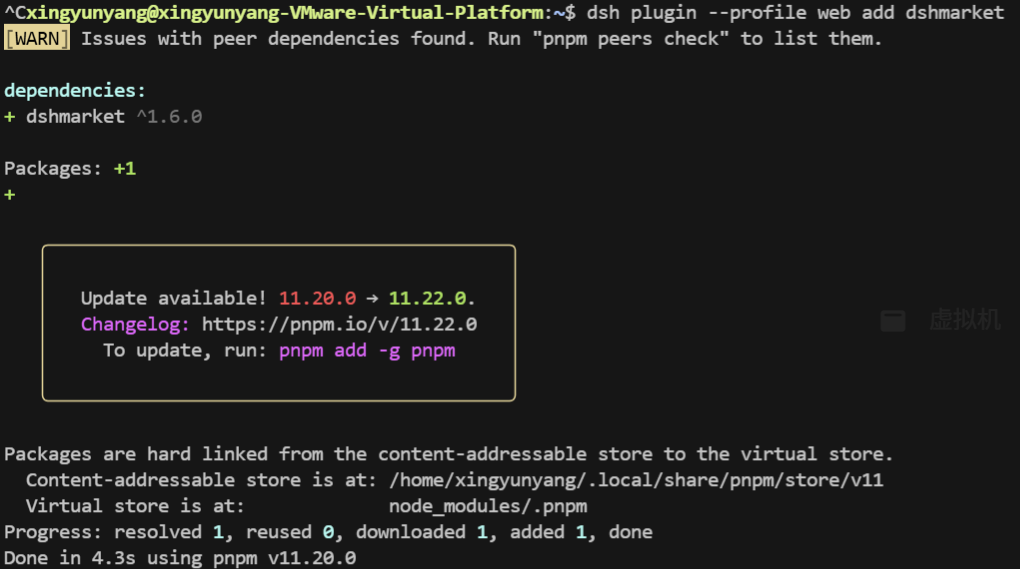 ^Cxingyunyang@xingyunyang-VMware-Virtual-Platform:~$ dsh plugin --profile web add dshmarket
[WARN] Issues with peer dependencies found. Run "pnpm peers check" to list them.
dependencies:
+ dshmarket ^1.6.0
Packages: +1
+
Update available! 11.20.0 → 11.22.0.
Changelog: https://pnpm.io/v/11.22.0
To update, run: pnpm add -g pnpm
虚拟机
Packages are hard linked from the content-addressable store to the virtual store.
Content-addressable store is at: /home/xingyunyang/.local/share/pnpm/store/v11
Virtual store is at: node_modules/.pnpm
Progress: resolved 1, reused 0, downloaded 1, added 1, done
Done in 4.3s using pnpm v11.20.0